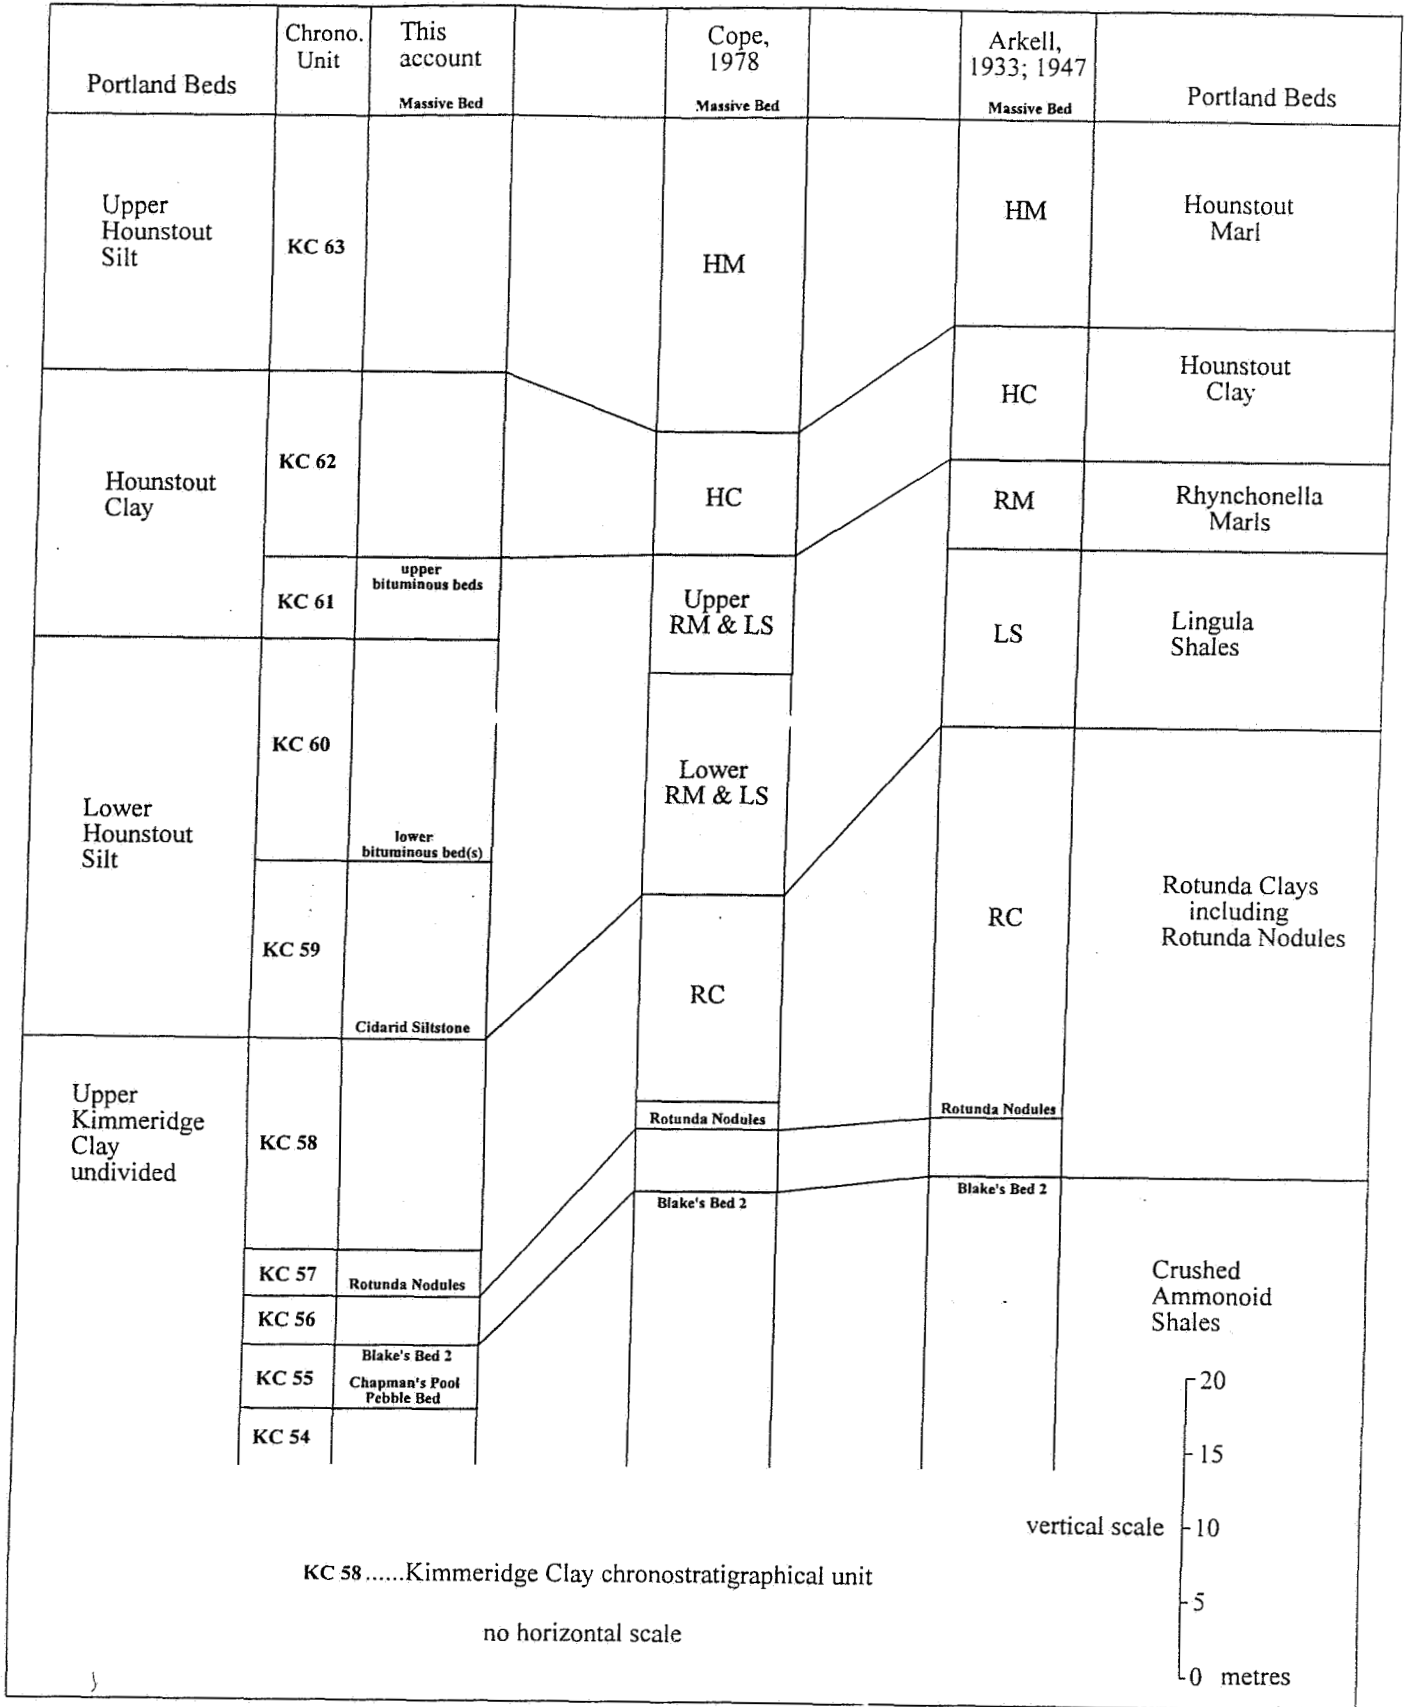 Portland Beds
Chrono.
Unit
This
account
Massive Bed
Cope,
1978
Massive Bed
Arkell,
1933; 1947
Massive Bed
Portland Beds
Upper
Hounstout
Silt
KC 63
HM
HM
Hounstout
Marl
Hounstout
Clay
KC 62
HC
HC
Hounstout
Clay
RM
Rhynchonella
Marls
KC 61
upper
bituminous beds
Upper
RM & LS
LS
Lingula
Shales
Lower
Hounstout
Silt
KC 60
lower
bituminous bed(s)
Lower
RM & LS
KC 59
Cidarid Siltstone
RC
RC
Rotunda Clays
including
Rotunda Nodules
Upper
Kimmeridge
Clay
undivided
KC 58
Rotunda Nodules
Rotunda Nodules
KC 57
Rotunda Nodules
KC 56
Blake's Bed 2
Blake's Bed 2
KC 55
Blake's Bed 2
Chapman's Pool
Pebble Bed
KC 54
Crushed
Ammonoid
Shales
20
15
vertical scale
10
5
0 metres
KC 58......Kimmeridge Clay chronostratigraphical unit
no horizontal scale